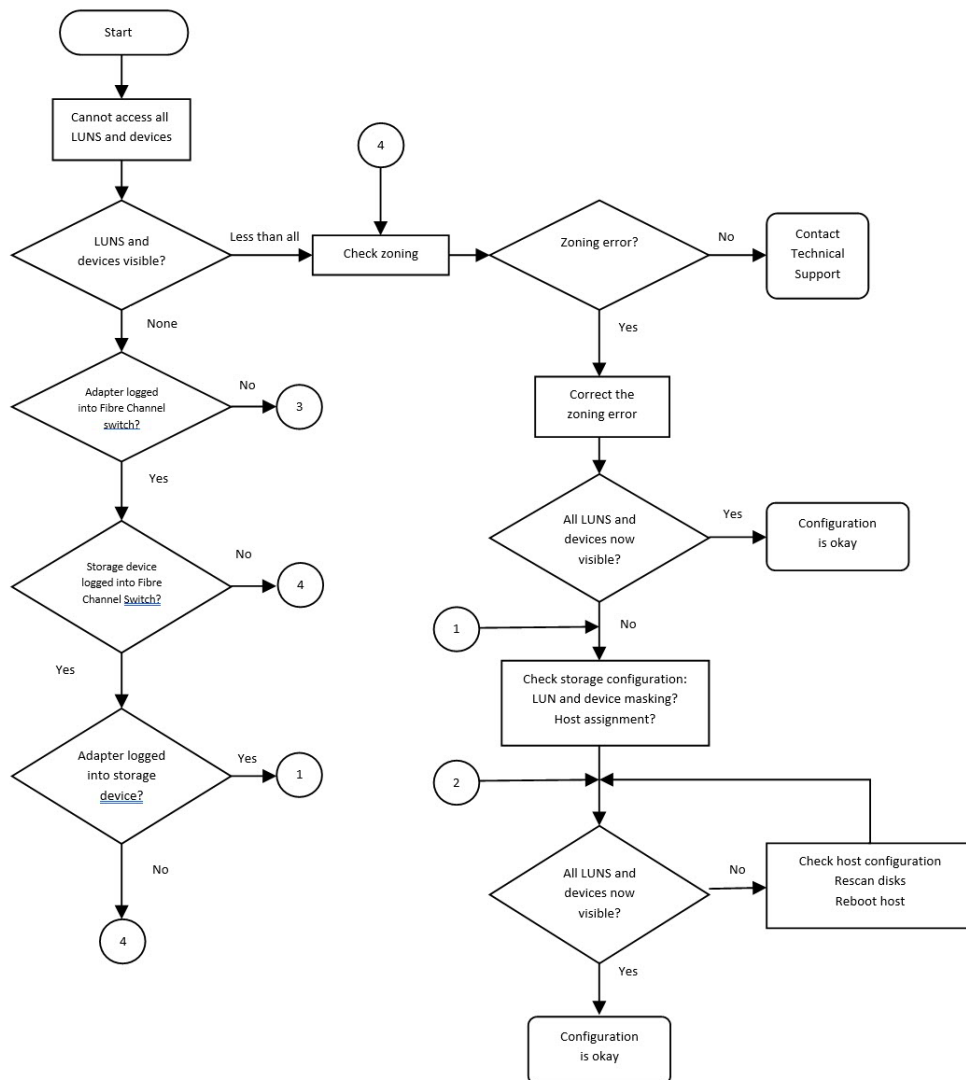 Start
Cannot access all
LUNS and devices
4
LUNS and
devices visible?
Less than all
Check zoning
Zoning error?
No
Contact
Technical
Support
None
Yes
Adapter logged
into Fibre Channel
switch?
No
3
Correct the
zoning error
Yes
Storage device
logged into Fibre
Channel Switch?
No
4
All LUNS and
devices now
visible?
Yes
Configuration
is okay
1
No
Yes
Check storage configuration:
LUN and device masking?
Host assignment?
Adapter logged
into storage
device?
Yes
1
2
No
4
All LUNS and
devices now
visible?
No
Check host configuration
Rescan disks
Reboot host
Yes
Configuration
is okay